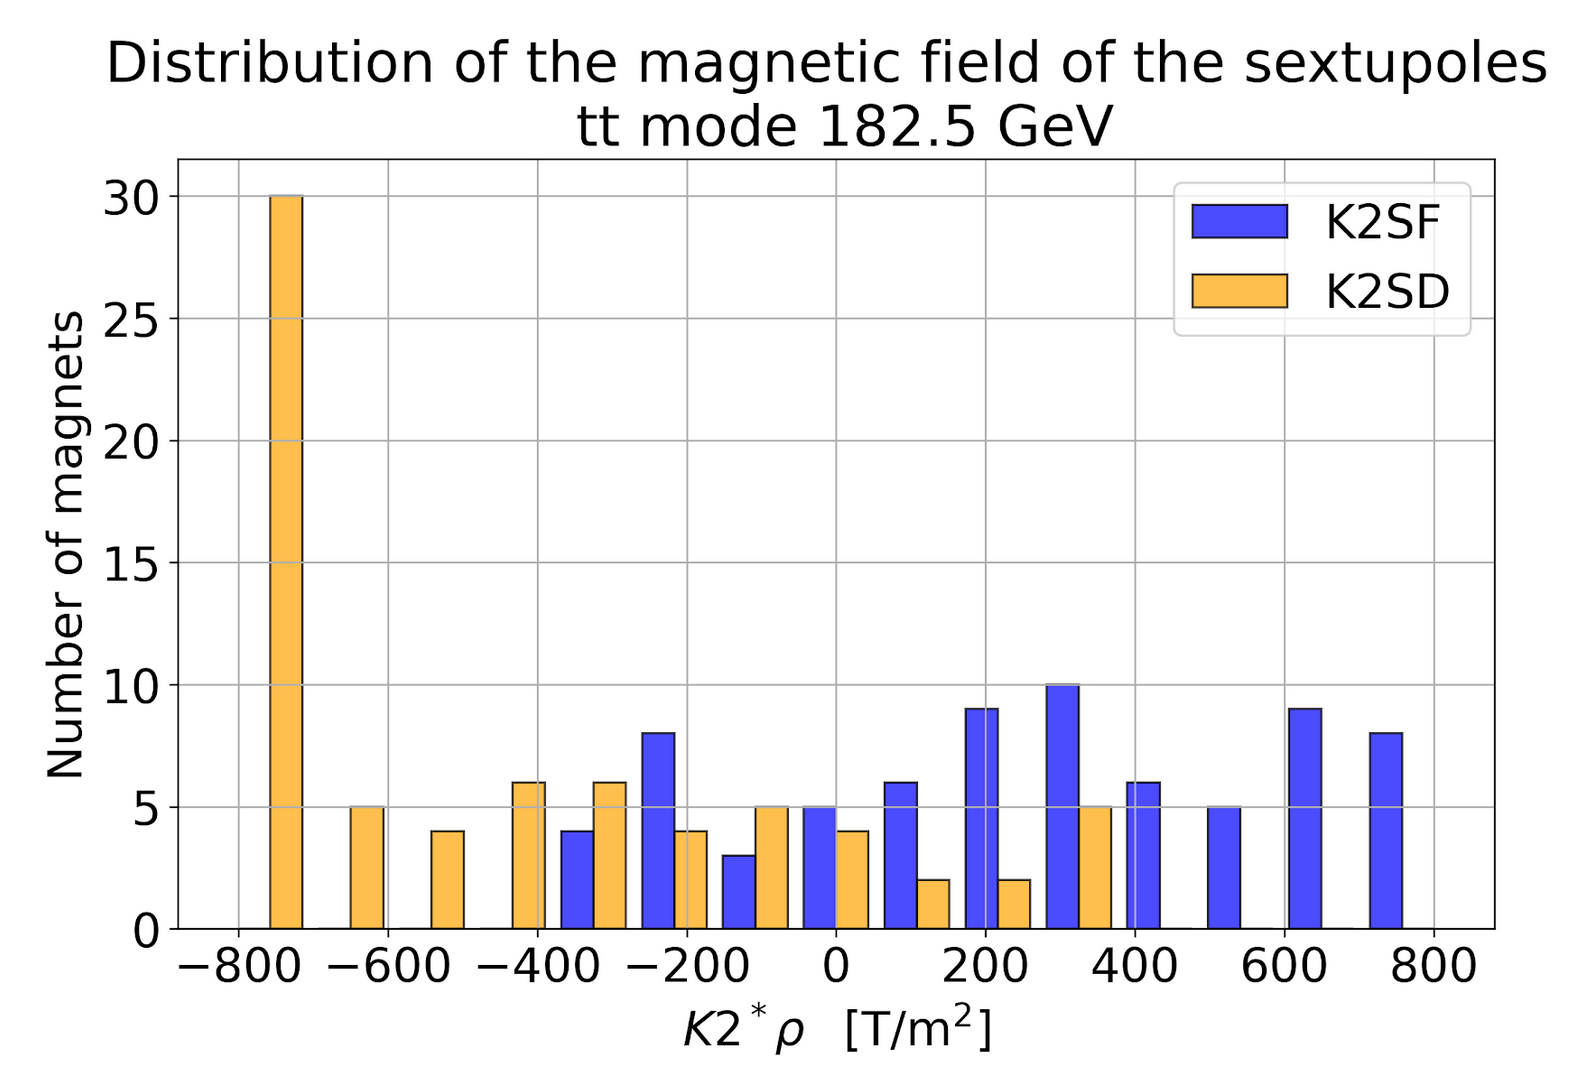 Distribution of the magnetic field of the sextupoles
tt mode 182.5 GeV
K2SF
K2SD
Number of magnets
30
25
20
15
10
5
0
−800 −600 −400 −200 0 200 400 600 800
K2*ρ [T/m²]